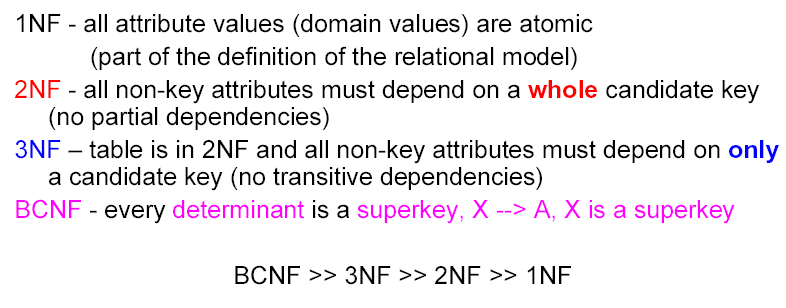 1NF - all attribute values (domain values) are atomic
(part of the definition of the relational model)
2NF - all non-key attributes must depend on a whole candidate key
(no partial dependencies)
3NF – table is in 2NF and all non-key attributes must depend on only
a candidate key (no transitive dependencies)
BCNF - every determinant is a superkey, X --> A, X is a superkey
BCNF >> 3NF >> 2NF >> 1NF